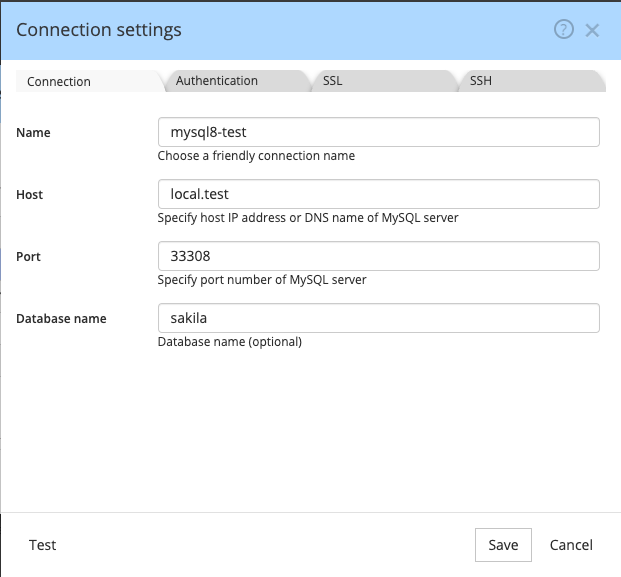 Connection settings
Connection Authentication SSL SSH
Name mysql8-test
Choose a friendly connection name
Host local.test
Specify host IP address or DNS name of MySQL server
Port 33308
Specify port number of MySQL server
Database name sakila
Database name (optional)
Test Save Cancel